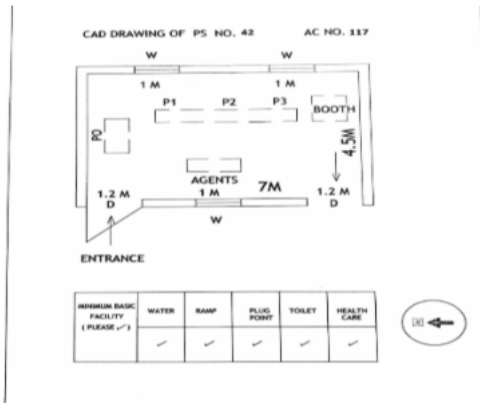 CAD DRAWING OF PS NO. 42 AC NO. 117
W W
1 M 1 M
P1 P2 P3
BOOTH
PO
4.5M
AGENTS
1.2 M 1 M 7M 1.2 M
D D
W
ENTRANCE
MINIMUM BASIC FACILITY ( PLEASE ✓ ) WATER RAMP PLUG POINT TOILET HEALTH CARE
✓ ✓ ✓ ✓ ✓
N